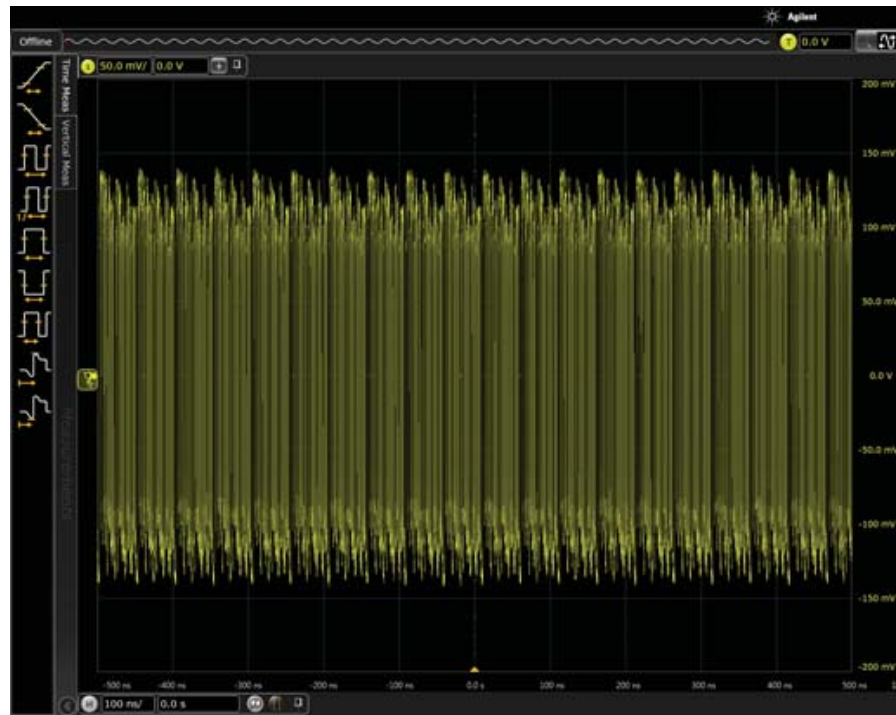 Agilent
Offline
T 0.0 V
50.0 mV/ 0.0 V
Time Meas
Vertical Meas
Measurements
200 mV
150 mV
100 mV
50.0 mV
0.0 V
-50.0 mV
-100 mV
-150 mV
-200 mV
-500 ns -400 ns -300 ns -200 ns -100 ns 0.0 s 100 ns 200 ns 300 ns 400 ns 500 ns
H 100 ns/ 0.0 s